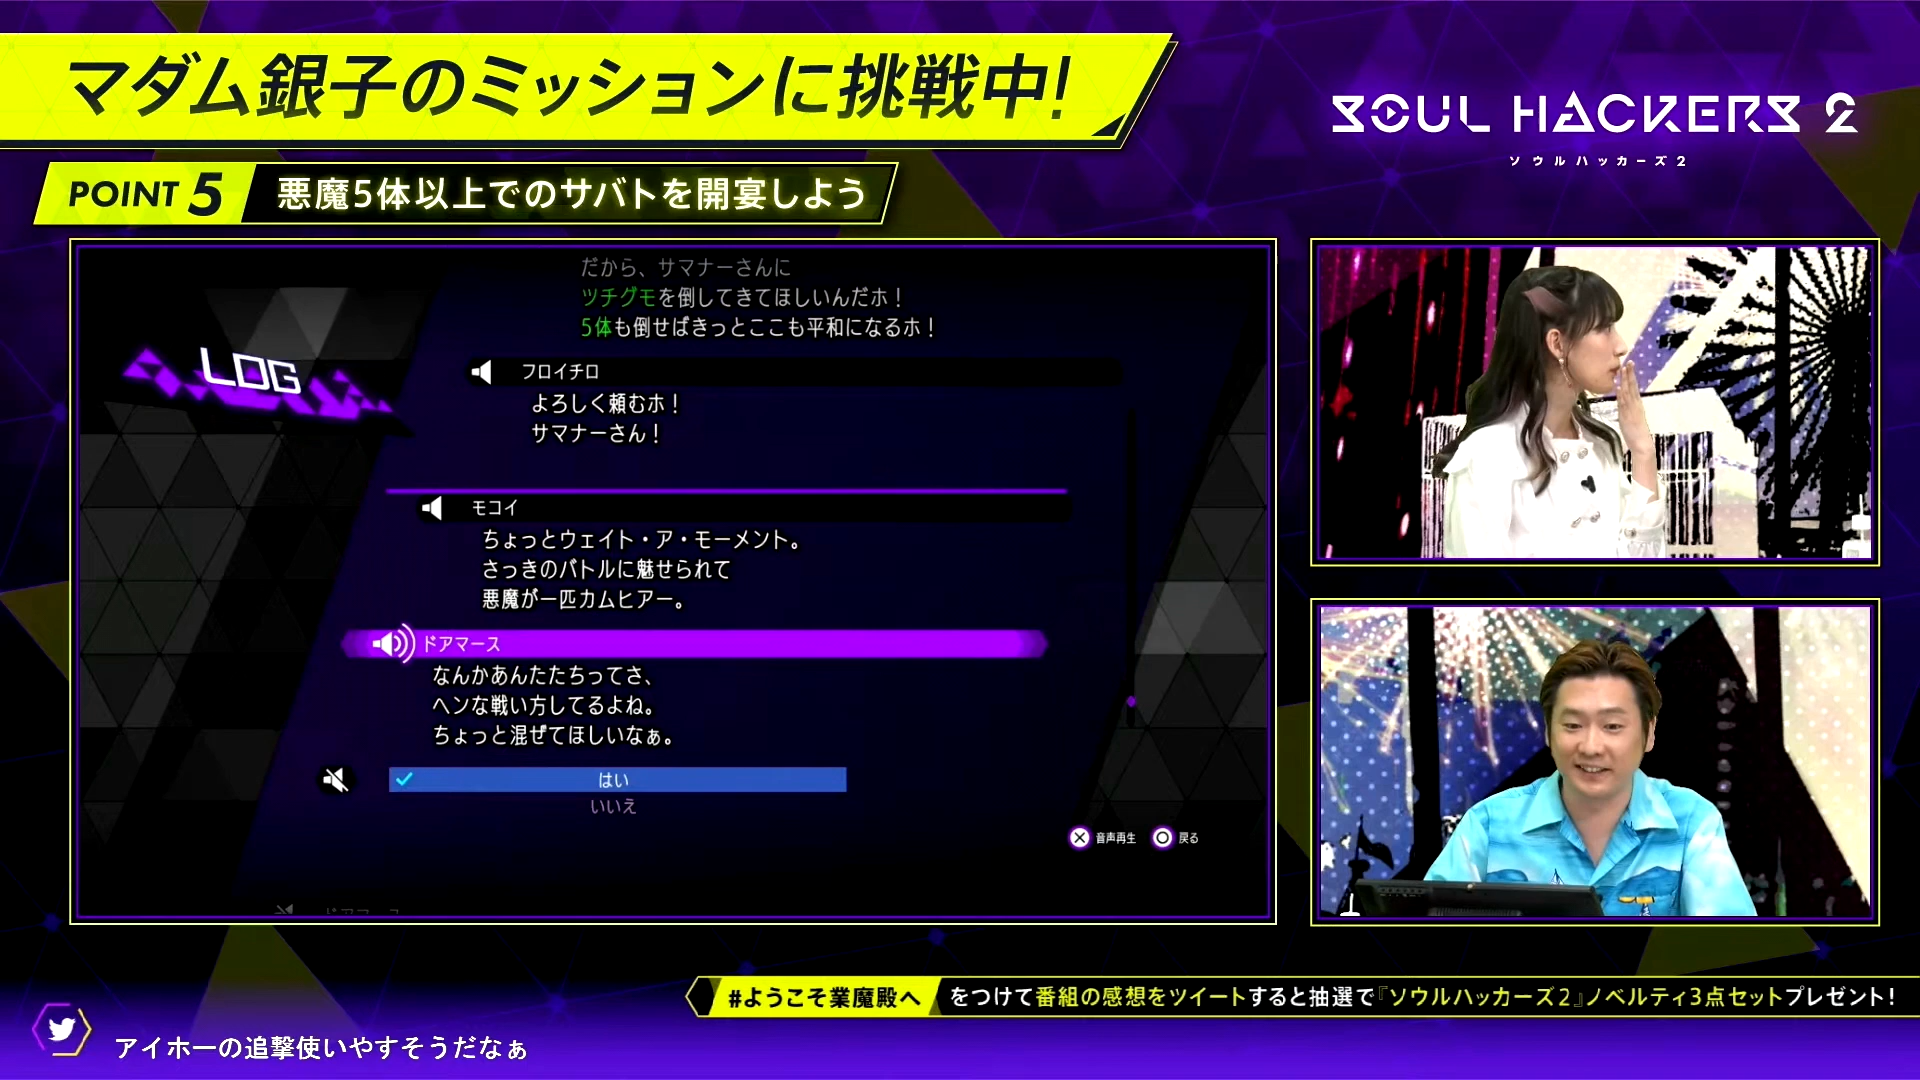 マダム銀子のミッションに挑戦中!
SOUL HACKERS 2
ソウルハッカーズ2
POINT 5 悪魔5体以上でのサバトを開宴しよう
だから、サマナーさんに
ツチグモを倒してきてほしいんだホ！
5体も倒せばきっとここも平和になるホ！
LOG
フロイチロ
よろしく頼むホ！
サマナーさん！
モコイ
ちょっとウェイト・ア・モーメント。
さっきのバトルに魅せられて
悪魔が一匹カムヒアー。
ドアマース
なんかあんたたちってさ、
ヘンな戦い方してるよね。
ちょっと混ぜてほしいなぁ。
はい
いいえ
音声再生 戻る
#ようこそ業魔殿へ をつけて番組の感想をツイートすると抽選で『ソウルハッカーズ2』ノベルティ3点セットプレゼント!
アイホーの追撃使いやすそうだなぁ